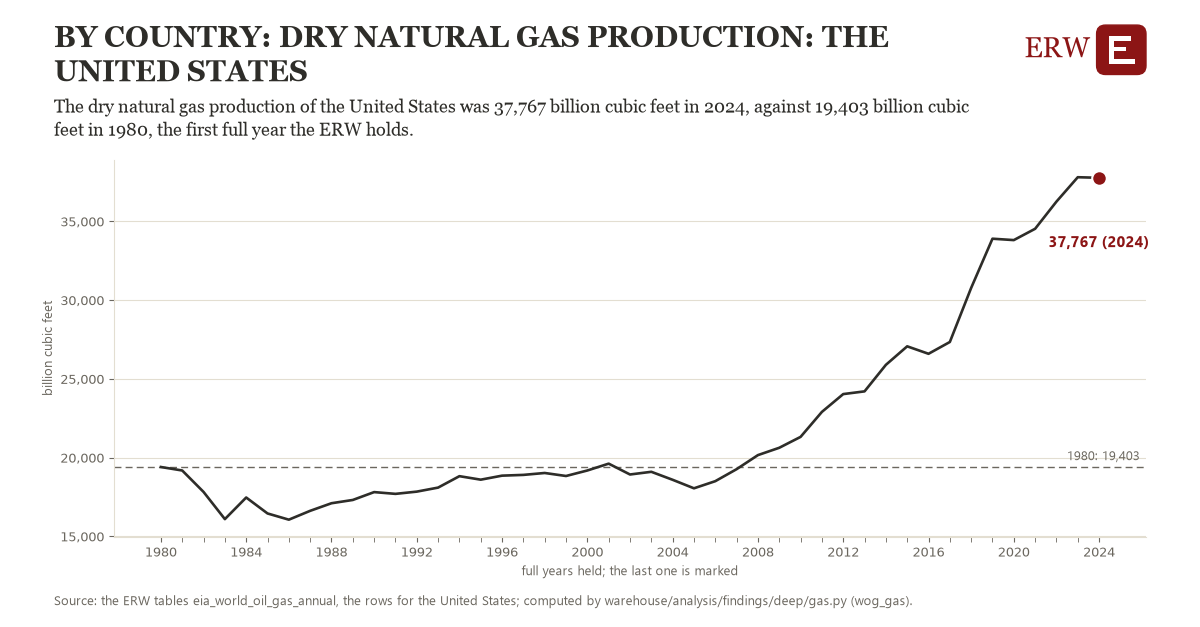 BY COUNTRY: DRY NATURAL GAS PRODUCTION: THE
UNITED STATES
ERW E
The dry natural gas production of the United States was 37,767 billion cubic feet in 2024, against 19,403 billion cubic
feet in 1980, the first full year the ERW holds.
billion cubic feet
35,000
30,000
25,000
20,000
15,000
37,767 (2024)
1980: 19,403
1980 1984 1988 1992 1996 2000 2004 2008 2012 2016 2020 2024
full years held; the last one is marked
Source: the ERW tables eia_world_oil_gas_annual, the rows for the United States; computed by warehouse/analysis/findings/deep/gas.py (wog_gas).